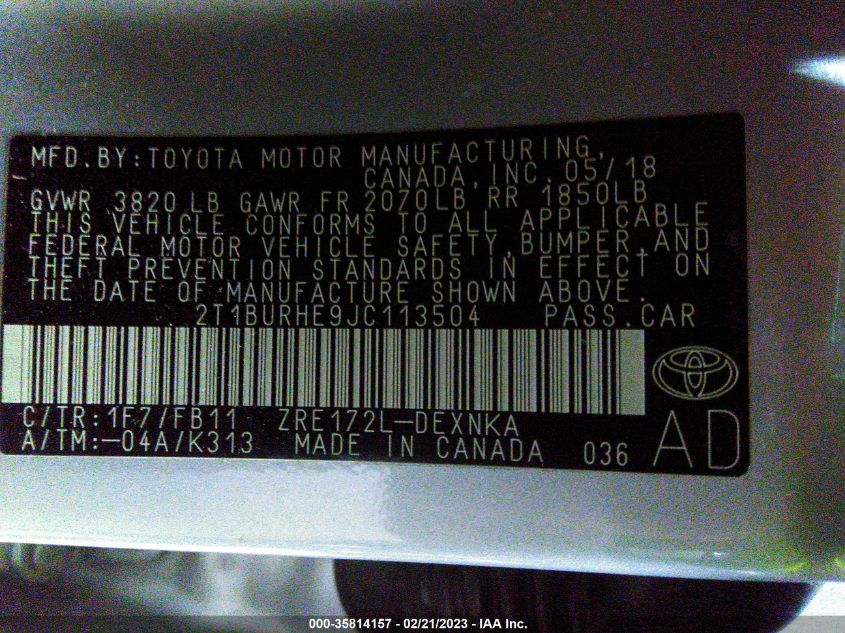 MFD.BY:TOYOTA MOTOR MANUFACTURING,
CANADA,INC. 05/18
GVWR 3820 LB GAWR FR 2070LB RR 1850LB
THIS VEHICLE CONFORMS TO ALL APPLICABLE
FEDERAL MOTOR VEHICLE SAFETY,BUMPER,AND
THEFT PREVENTION STANDARDS IN EFFECT ON
THE DATE OF MANUFACTURE SHOWN ABOVE.
2T1BURHE9JC113504 PASS.CAR
C/TR:1F7/FB11 ZRE172L-DEXNKA
A/TM:-04A/K313 MADE IN CANADA 036 AD
000-35814157 - 02/21/2023 - IAA Inc.